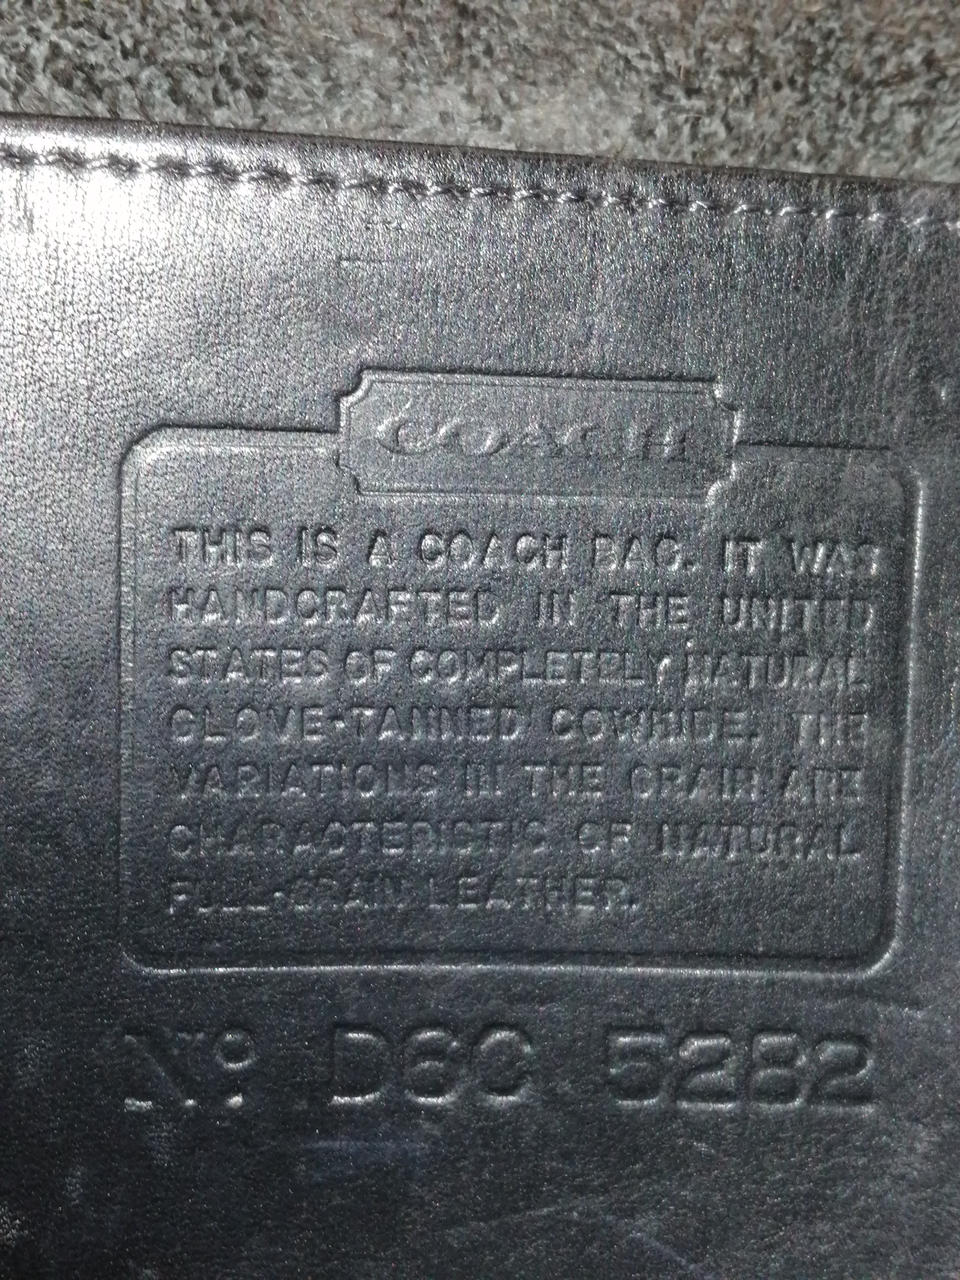 COACH
THIS IS A COACH BAG. IT WAS
HANDCRAFTED IN THE UNITED
STATES OF COMPLETELY NATURAL
GLOVE-TANNED COWHIDE. THE
VARIATIONS IN THE GRAIN ARE
CHARACTERISTIC OF NATURAL
FULL-GRAIN LEATHER.
Nº D6C 5282